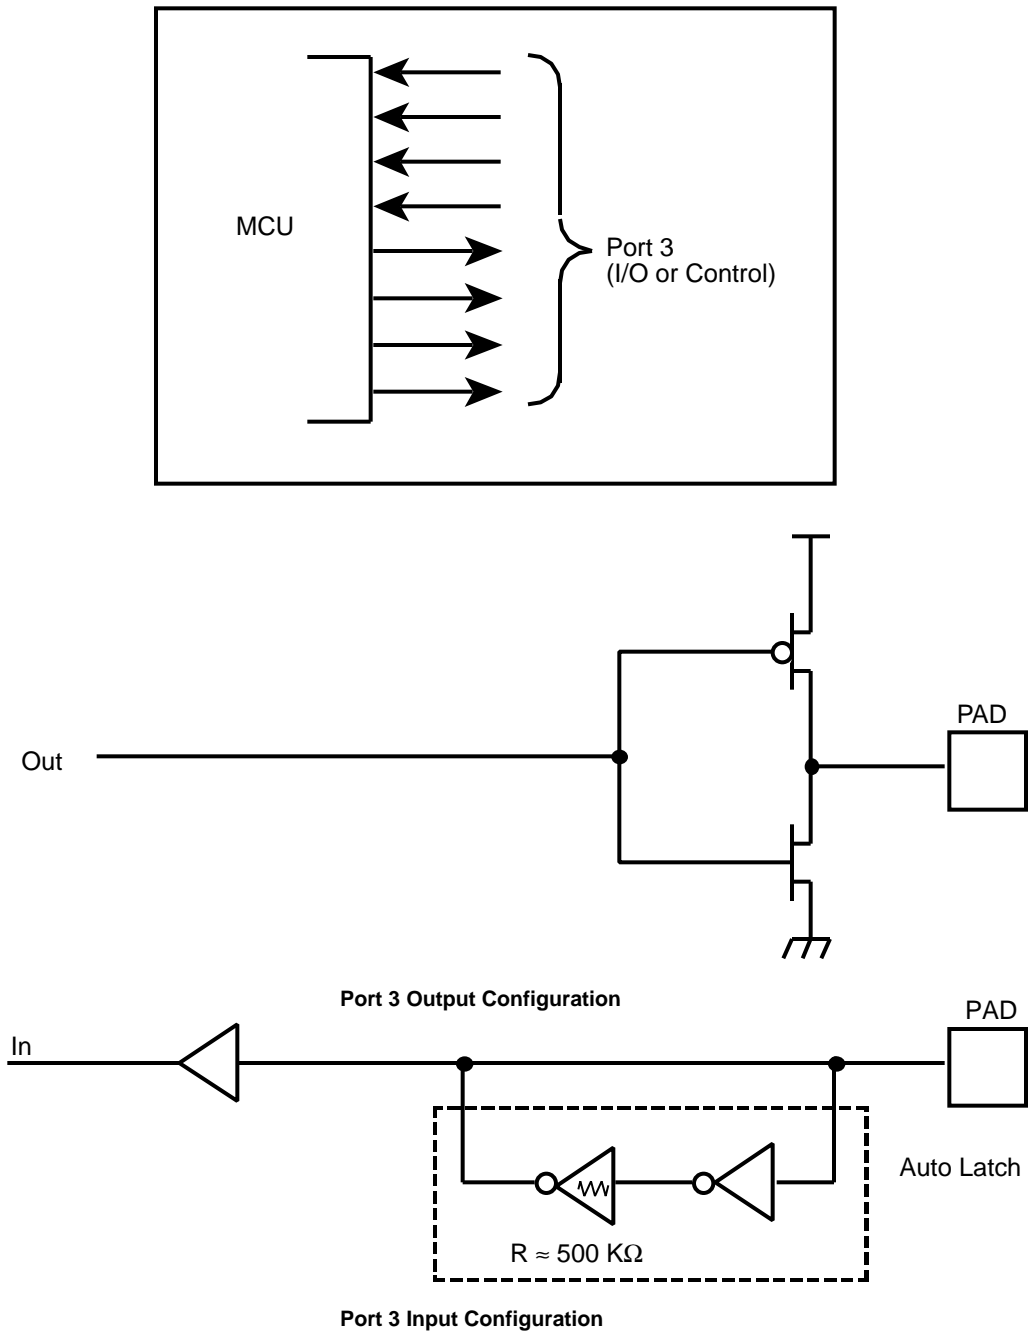 MCU
Port 3
(I/O or Control)
PAD
Out
Port 3 Output Configuration
PAD
In
Auto Latch
R ≈ 500 KΩ
Port 3 Input Configuration